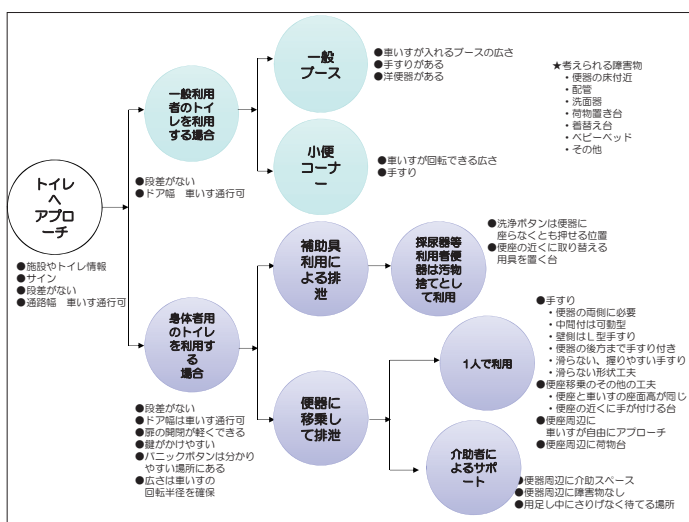 トイレ
へ
アプロ
ーチ
●施設やトイレ情報
●サイン
●段差がない
●通路幅　車いす通行可
一般利用
者のトイ
レを利用
する場合
●段差がない
●ドア幅　車いす通行可
一般
ブース
●車いすが入れるブースの広さ
●手すりがある
●洋便器がある
小便
コーナ
ー
●車いすが回転できる広さ
●手すり
★考えられる障害物
・便器の床付近
・配管
・洗面器
・荷物置き台
・着替え台
・ベビーベッド
・その他
身体者用
のトイレ
を利用す
る
場合
●段差がない
●ドア幅は車いす通行可
●扉の開閉が軽くできる
●鍵がかけやすい
●パニックボタンは分かり
やすい場所にある
●広さは車いすの
回転半径を確保
補助具
利用に
よる排
泄
採尿器等
利用者便
器は汚物
捨てとし
て利用
●洗浄ボタンは便器に
座らなくとも押せる位置
●便座の近くに取り替える
用具を置く台
便器に
移乗し
て排泄
1人で利用
●手すり
・便器の両側に必要
・中間付は可動型
・壁側はL型手すり
・便器の後方まで手すり付き
・滑らない、握りやすい手すり
・滑らない形状工夫
●便座移乗のその他の工夫
・便座と車いすの座面高が同じ
・便座の近くに手が付ける台
●便座周辺に
車いすが自由にアプローチ
●便座周辺に荷物台
介助者
による
サポー
ト
●便器周辺に介助スペース
●便器周辺に障害物なし
●用足し中にさりげなく待てる場所